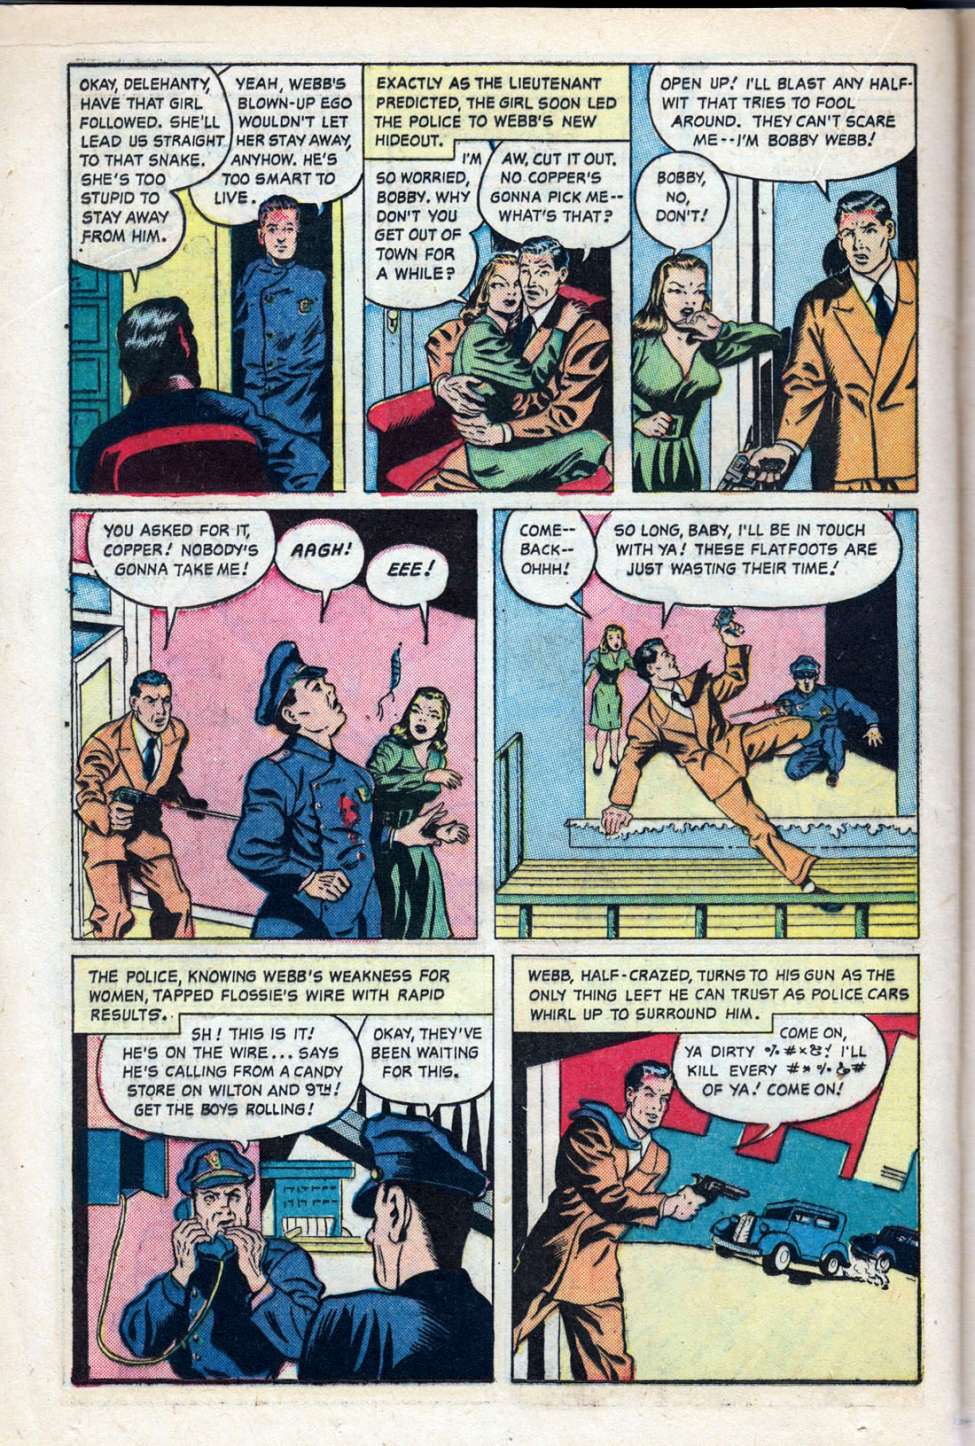 OKAY, DELEHANTY,
HAVE THAT GIRL
FOLLOWED. SHE'LL
LEAD US STRAIGHT
TO THAT SNAKE.
SHE'S TOO
STUPID TO
STAY AWAY
FROM HIM.
YEAH, WEBB'S
BLOWN-UP EGO
WOULDN'T LET
HER STAY AWAY,
ANYHOW. HE'S
TOO SMART TO
LIVE.
EXACTLY AS THE LIEUTENANT
PREDICTED, THE GIRL SOON LED
THE POLICE TO WEBB'S NEW
HIDEOUT.
I'M
SO WORRIED,
BOBBY. WHY
DON'T YOU
GET OUT OF
TOWN FOR
A WHILE?
AW, CUT IT OUT.
NO COPPER'S
GONNA PICK ME--
WHAT'S THAT?
BOBBY,
NO,
DON'T!
OPEN UP! I'LL BLAST ANY HALF-
WIT THAT TRIES TO FOOL
AROUND. THEY CAN'T SCARE
ME--I'M BOBBY WEBB!
YOU ASKED FOR IT,
COPPER! NOBODY'S
GONNA TAKE ME!
AAGH!
EEE!
COME--
BACK--
OHHH!
SO LONG, BABY, I'LL BE IN TOUCH
WITH YA! THESE FLATFOOTS ARE
JUST WASTING THEIR TIME!
THE POLICE, KNOWING WEBB'S WEAKNESS FOR
WOMEN, TAPPED FLOSSIE'S WIRE WITH RAPID
RESULTS.
SH! THIS IS IT!
HE'S ON THE WIRE... SAYS
HE'S CALLING FROM A CANDY
STORE ON WILTON AND 9TH!
GET THE BOYS ROLLING!
OKAY, THEY'VE
BEEN WAITING
FOR THIS.
WEBB, HALF-CRAZED, TURNS TO HIS GUN AS THE
ONLY THING LEFT HE CAN TRUST AS POLICE CARS
WHIRL UP TO SURROUND HIM.
COME ON,
YA DIRTY %#*&! I'LL
KILL EVERY #*%&#
OF YA! COME ON!